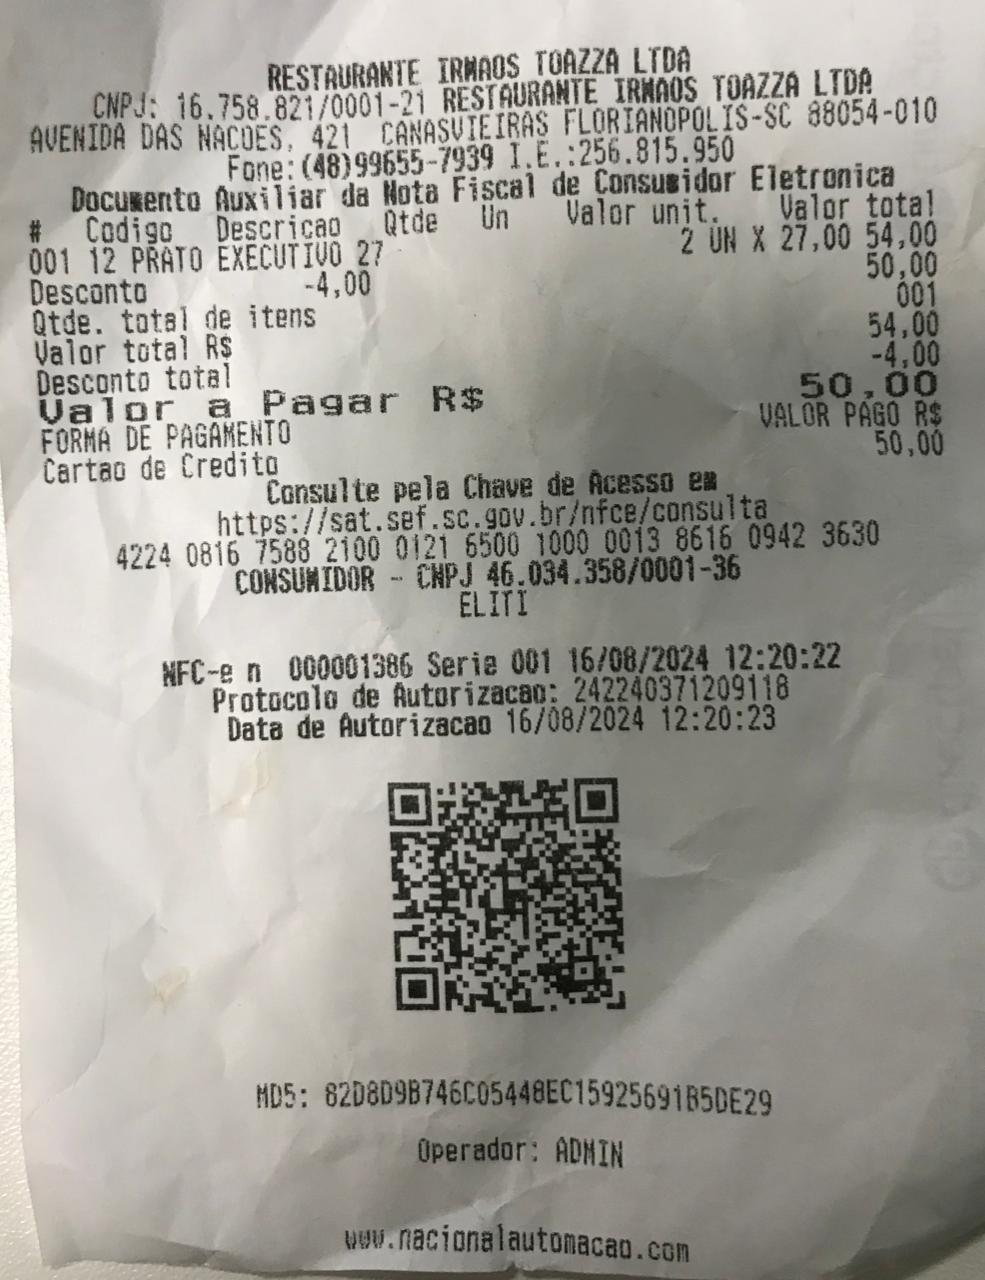 RESTAURANTE IRMAOS TOAZZA LTDA
CNPJ: 16.758.821/0001-21 RESTAURANTE IRMAOS TOAZZA LTDA
AVENIDA DAS NACOES, 421 CANASVIEIRAS FLORIANOPOLIS-SC 88054-010
Fone:(48)99655-7939 I.E.:256.815.950
Documento Auxiliar da Nota Fiscal de Consumidor Eletronica
# Codigo Descricao Qtde Un Valor unit. Valor total
001 12 PRATO EXECUTIVO 27 2 UN X 27,00 54,00
Desconto -4,00 50,00
Qtde. total de itens 001
Valor total R$ 54,00
Desconto total -4,00
Valor a Pagar R$ 50,00
FORMA DE PAGAMENTO VALOR PAGO R$
Cartao de Credito 50,00
Consulte pela Chave de Acesso em
https://sat.sef.sc.gov.br/nfce/consulta
4224 0816 7588 2100 0121 6500 1000 0013 8616 0942 3630
CONSUMIDOR - CNPJ 46.034.358/0001-36
ELITI
NFC-e n 000001386 Serie 001 16/08/2024 12:20:22
Protocolo de Autorizacao: 242240371209118
Data de Autorizacao 16/08/2024 12:20:23
MD5: 82D8D9B746C05448EC15925691B5DE29
Operador: ADMIN
www.nacionalautomacao.com